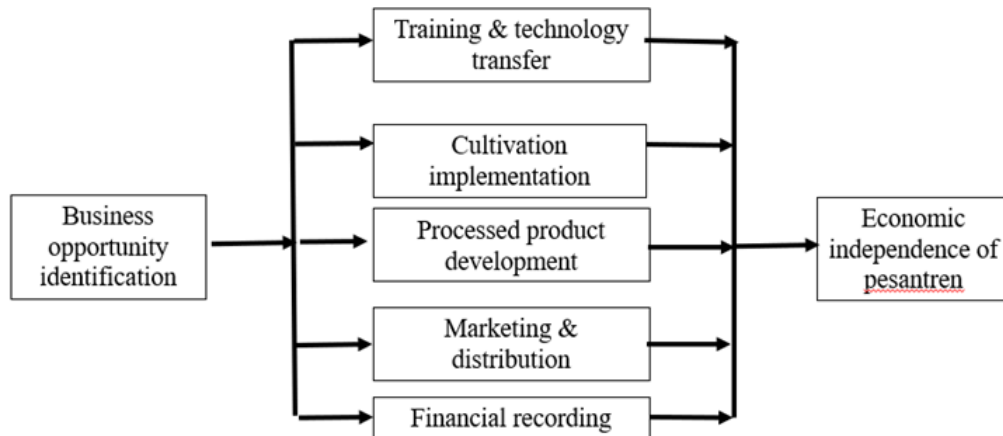 Business
opportunity
identification
Training & technology
transfer
Cultivation
implementation
Processed product
development
Marketing &
distribution
Financial recording
Economic
independence of
pesantren